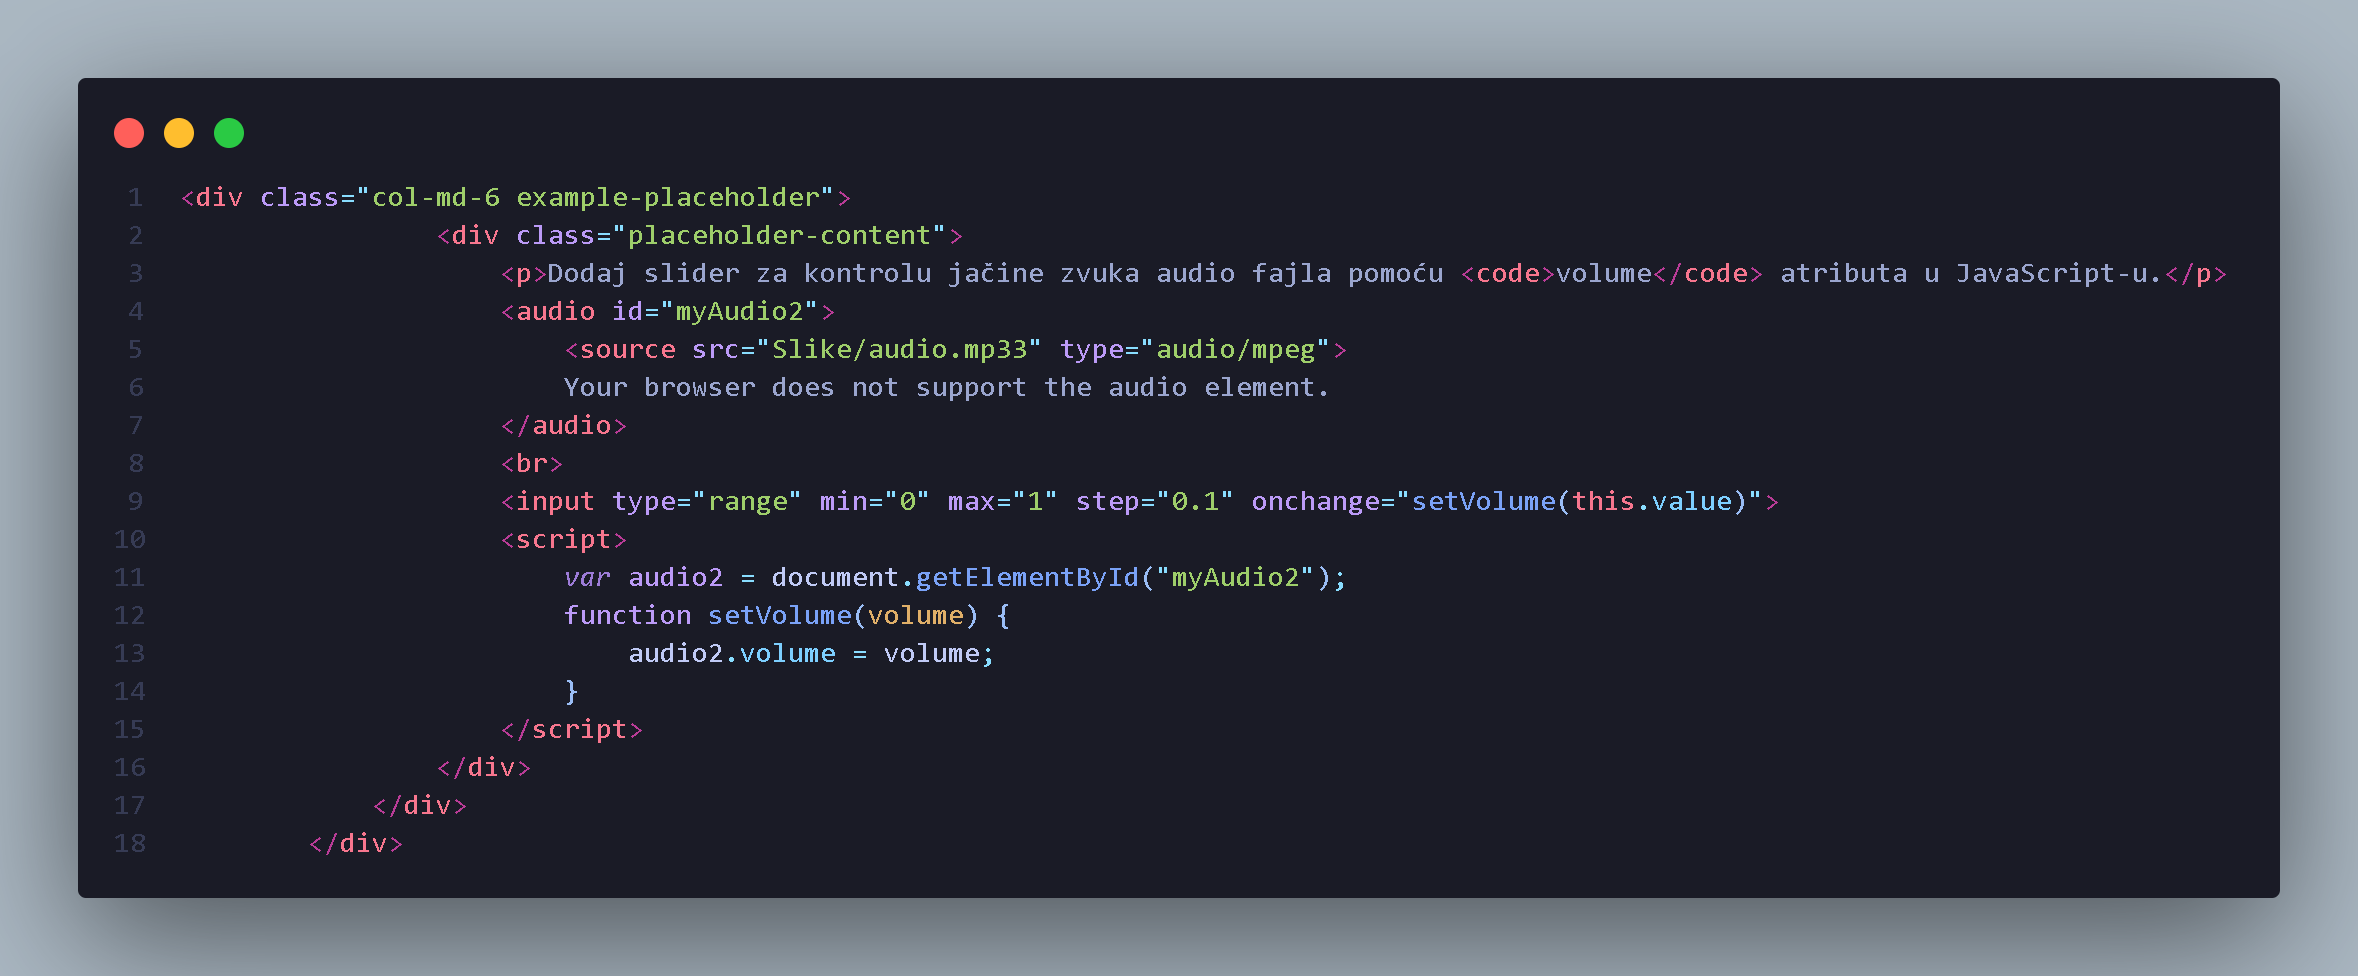 1 <div class="col-md-6 example-placeholder">
2 <div class="placeholder-content">
3 <p>Dodaj slider za kontrolu jačine zvuka audio fajla pomoću <code>volume</code> atributa u JavaScript-u.</p>
4 <audio id="myAudio2">
5 <source src="Slike/audio.mp33" type="audio/mpeg">
6 Your browser does not support the audio element.
7 </audio>
8 <br>
9 <input type="range" min="0" max="1" step="0.1" onchange="setVolume(this.value)">
10 <script>
11 var audio2 = document.getElementById("myAudio2");
12 function setVolume(volume) {
13 audio2.volume = volume;
14 }
15 </script>
16 </div>
17 </div>
18 </div>